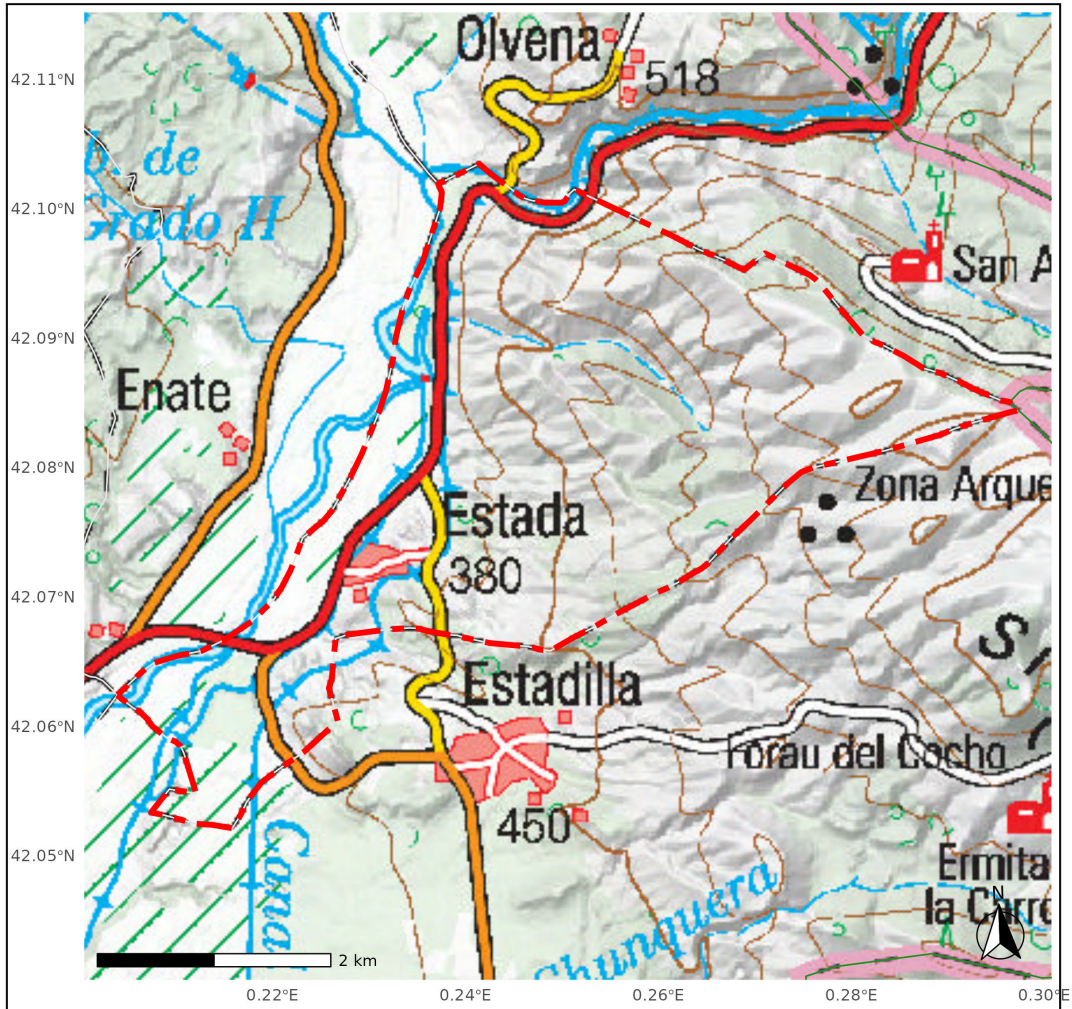 Olvena
42.11°N
518
de
42.10°N
Grado II
San A
42.09°N
Enate
42.08°N
Zona Arque
Estada
380
42.07°N
Estadilla
42.06°N
Forau del Cocho
450
42.05°N
Cana
Ermita
la Carro
Chunquera
N
2 km
0.22°E
0.24°E
0.26°E
0.28°E
0.30°E